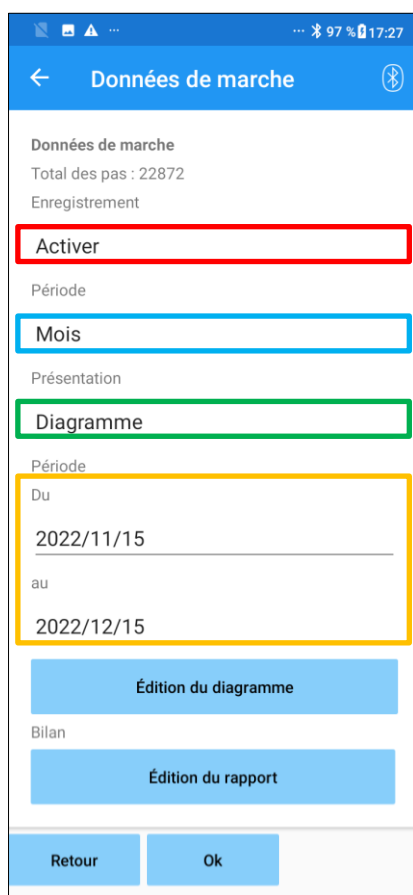 ... ... 97 % 17:27
Données de marche
Données de marche
Total des pas : 22872
Enregistrement
Activer
Période
Mois
Présentation
Diagramme
Période
Du
2022/11/15
au
2022/12/15
Édition du diagramme
Bilan
Édition du rapport
Retour Ok